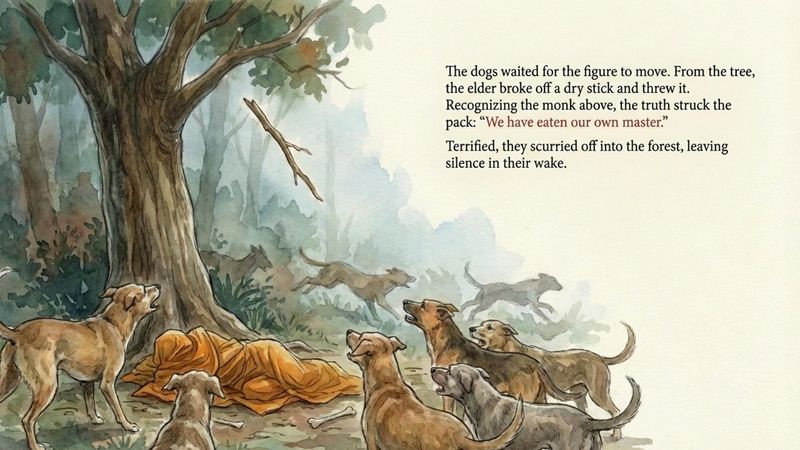 The dogs waited for the figure to move. From the tree,
the elder broke off a dry stick and threw it.
Recognizing the monk above, the truth struck the
pack: “We have eaten our own master.”
Terrified, they scurried off into the forest, leaving
silence in their wake.